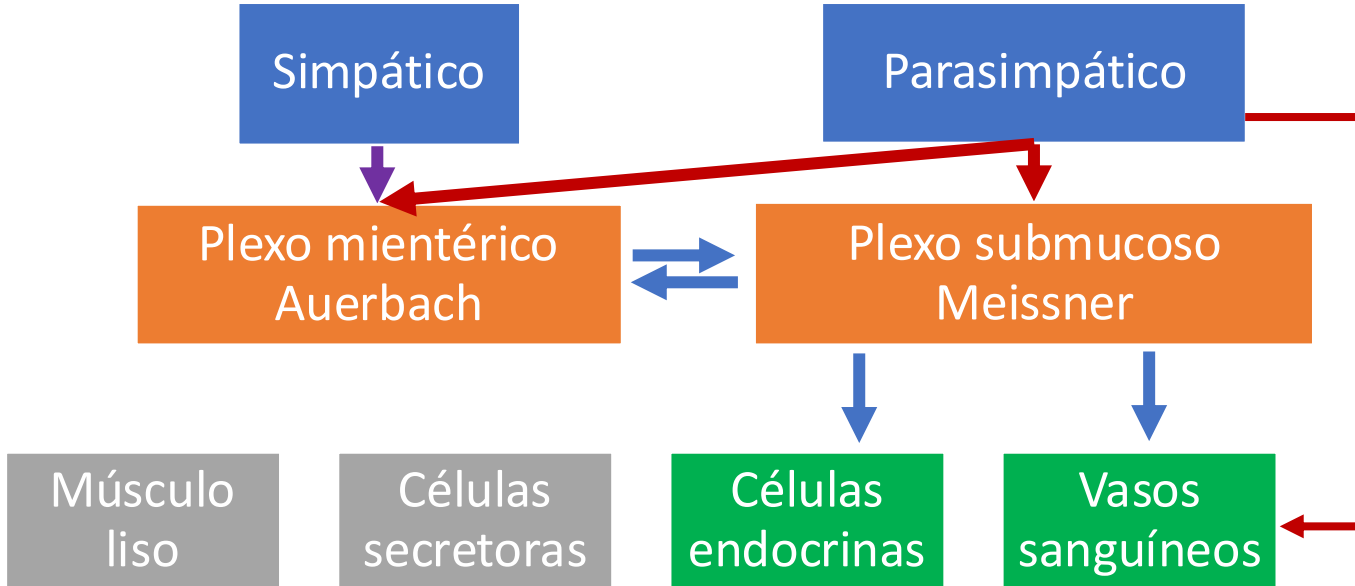 Simpático
Parasimpático
Plexo mientérico
Auerbach
Plexo submucoso
Meissner
Músculo
liso
Células
secretoras
Células
endocrinas
Vasos
sanguíneos